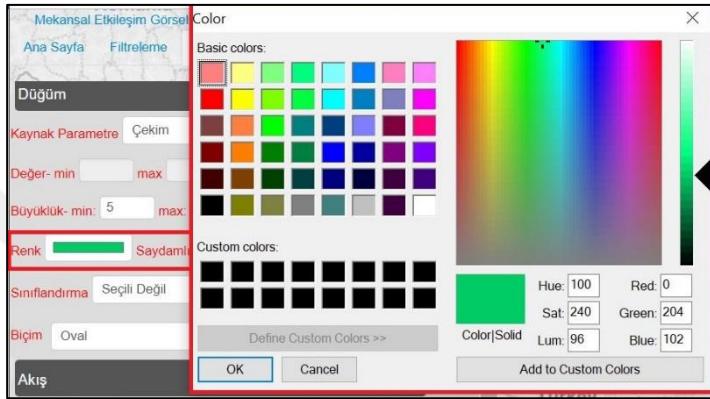 Mekansal Etkileşim Görsel
Ana Sayfa Filtreleme
Düğüm
Kaynak Parametre Çekim
Değer- min max
Büyüklük- min: 5 max:
Renk Saydamlı
Sınıflandırma Seçili Değil
Biçim Oval
Akış
Color
Basic colors:
Custom colors:
Define Custom Colors >>
OK Cancel
Color|Solid
Hue: 100 Red: 0
Sat: 240 Green: 204
Lum: 96 Blue: 102
Add to Custom Colors